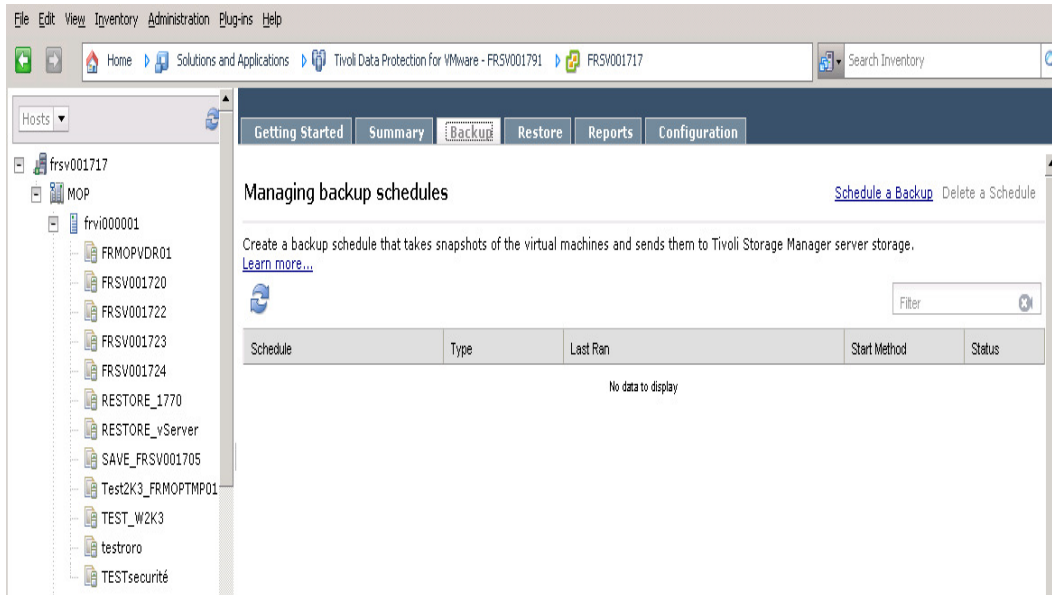 File Edit View Inventory Administration Plug-ins Help
Home Solutions and Applications Tivoli Data Protection for VMware - FRSV001791 FRSV001717 Search Inventory
Hosts
Getting Started Summary Backup Restore Reports Configuration
frsv001717
MOP
frvi000001
FRMOPVDR01
FRSV001720
FRSV001722
FRSV001723
FRSV001724
RESTORE_1770
RESTORE_vServer
SAVE_FRSV001705
Test2K3_FRMOPTMP01
TEST_W2K3
testroro
TESTsecurité
Managing backup schedules
Schedule a Backup Delete a Schedule
Create a backup schedule that takes snapshots of the virtual machines and sends them to Tivoli Storage Manager server storage.
Learn more...
Filter
Schedule Type Last Ran Start Method Status
No data to display